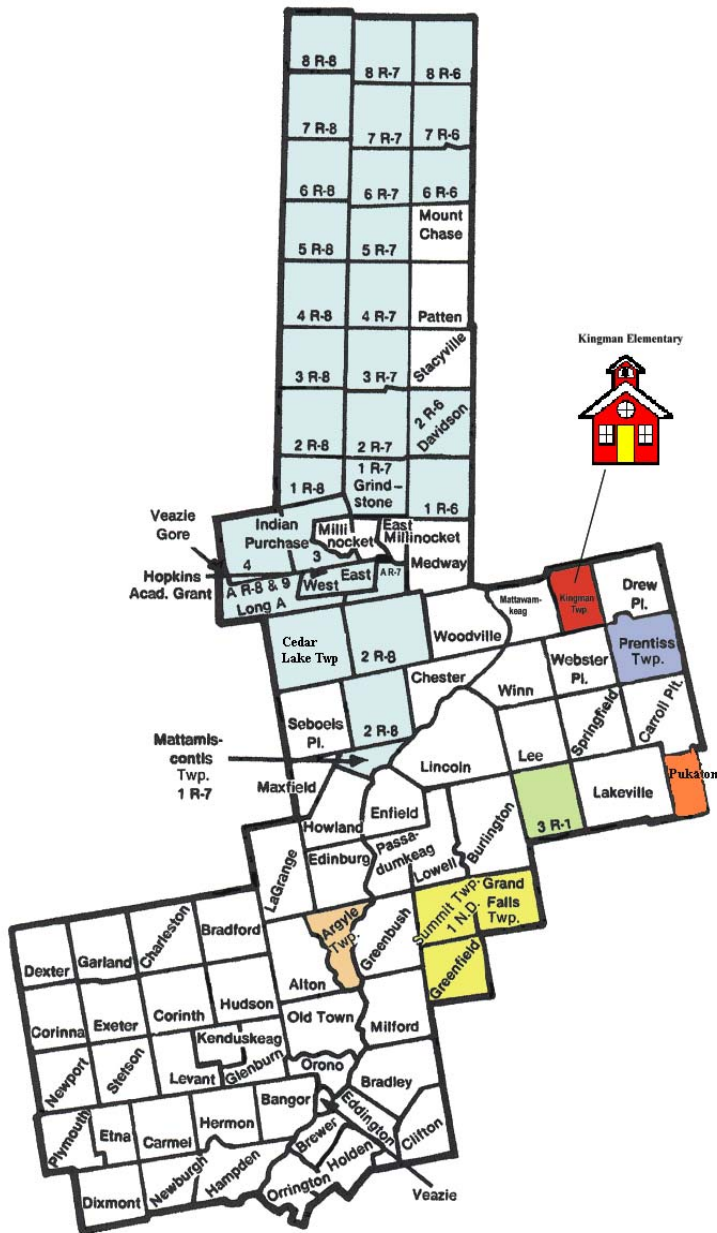 8 R-8
8 R-7
8 R-6
7 R-8
7 R-7
7 R-6
6 R-8
6 R-7
6 R-6
Mount
Chase
5 R-8
5 R-7
4 R-8
4 R-7
Patten
Kingman Elementary
Stacyville
3 R-8
3 R-7
2 R-6
Davidson
2 R-8
2 R-7
1 R-8
1 R-7
Grind-
stone
1 R-6
Veazie
Gore
Indian
Purchase
4
3
Milli
nocket
East
Millinocket
Medway
Hopkins
Acad. Grant
A R-8 & 9
Long A
West
East
A R-7
Mattawam-
keag
Kingman
Twp.
Drew
Pl.
Cedar
Lake Twp
2 R-8
Woodville
Prentiss
Twp.
Webster
Pl.
Chester
Winn
Springfield
Carroll Plt.
Seboeis
Pl.
2 R-8
Mattamis-
contis
Twp.
1 R-7
Lincoln
Lee
Pukaton
Maxfield
Lakeville
Enfield
Howland
3 R-1
Burlington
Passa-
dumkeag
Lowell
Edinburg
LaGrange
Summit Twp.
1 N.D.
Grand
Falls
Twp.
Argyle
Twp.
Greenbush
Greenfield
Charleston
Bradford
Garland
Dexter
Alton
Hudson
Corinth
Exeter
Corinna
Old Town
Milford
Kenduskeag
Glenburn
Levant
Stetson
Newport
Orono
Bradley
Bangor
Eddington
Hermon
Carmel
Etna
Plymouth
Brewer
Holden
Clifton
Hampden
Newburgh
Dixmont
Orrington
Veazie